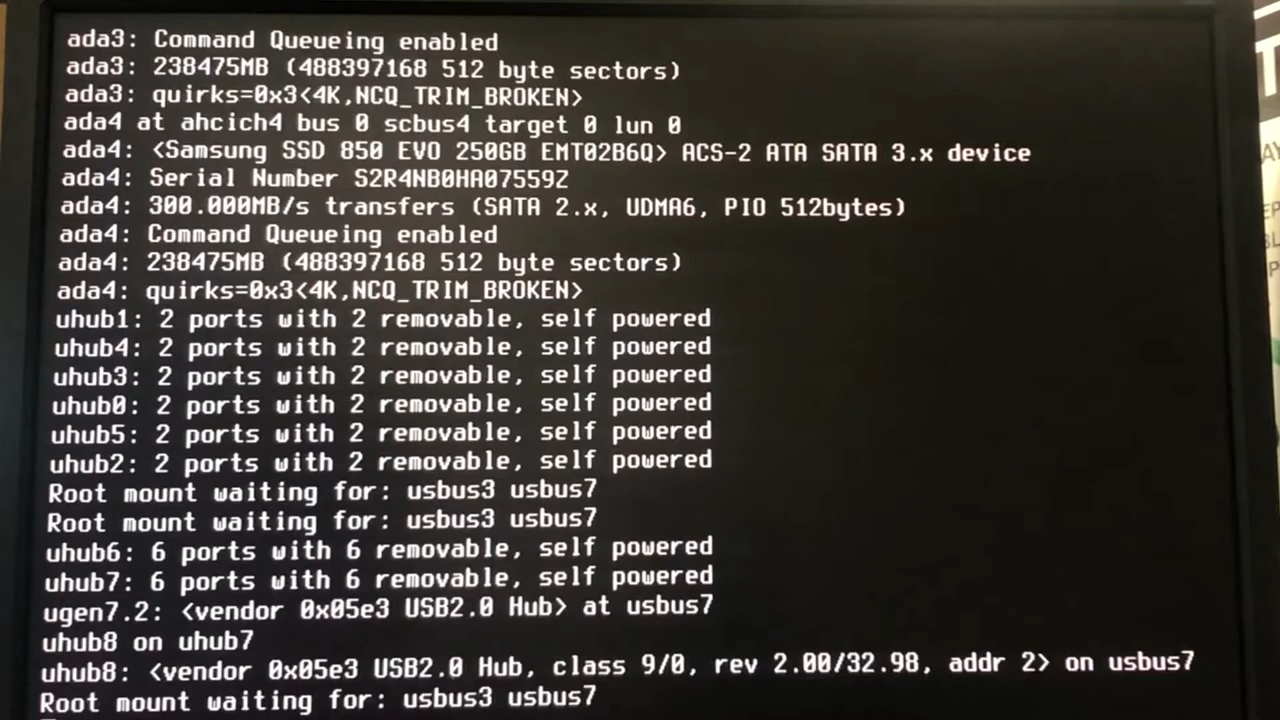 ada3: Command Queueing enabled
ada3: 238475MB (488397168 512 byte sectors)
ada3: quirks=0x3<4K,NCQ_TRIM_BROKEN>
ada4 at ahcich4 bus 0 scbus4 target 0 lun 0
ada4: <Samsung SSD 850 EVO 250GB EMT02B6Q> ACS-2 ATA SATA 3.x device
ada4: Serial Number S2R4NB0HA07559Z
ada4: 300.000MB/s transfers (SATA 2.x, UDMA6, PIO 512bytes)
ada4: Command Queueing enabled
ada4: 238475MB (488397168 512 byte sectors)
ada4: quirks=0x3<4K,NCQ_TRIM_BROKEN>
uhub1: 2 ports with 2 removable, self powered
uhub4: 2 ports with 2 removable, self powered
uhub3: 2 ports with 2 removable, self powered
uhub0: 2 ports with 2 removable, self powered
uhub5: 2 ports with 2 removable, self powered
uhub2: 2 ports with 2 removable, self powered
Root mount waiting for: usbus3 usbus7
Root mount waiting for: usbus3 usbus7
uhub6: 6 ports with 6 removable, self powered
uhub7: 6 ports with 6 removable, self powered
ugen7.2: <vendor 0x05e3 USB2.0 Hub> at usbus7
uhub8 on uhub7
uhub8: <vendor 0x05e3 USB2.0 Hub, class 9/0, rev 2.00/32.98, addr 2> on usbus7
Root mount waiting for: usbus3 usbus7